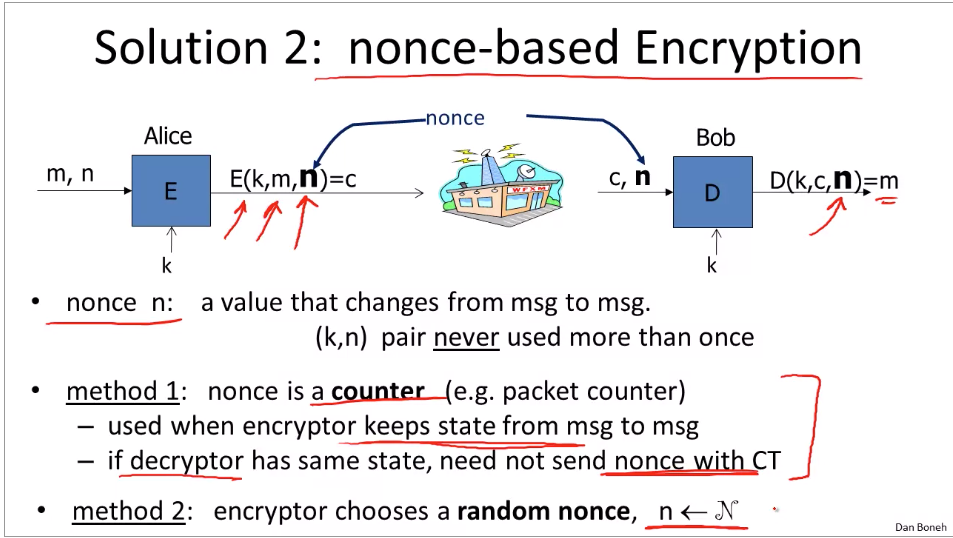 Solution 2: nonce-based Encryption
nonce
Alice
Bob
m, n
E
E(k,m,n)=c
WFXM
c, n
D
D(k,c,n)=m
k
k
• nonce n: a value that changes from msg to msg.
(k,n) pair never used more than once
• method 1: nonce is a counter (e.g. packet counter)
– used when encryptor keeps state from msg to msg
– if decryptor has same state, need not send nonce with CT
• method 2: encryptor chooses a random nonce, n ← 𝒩
Dan Boneh